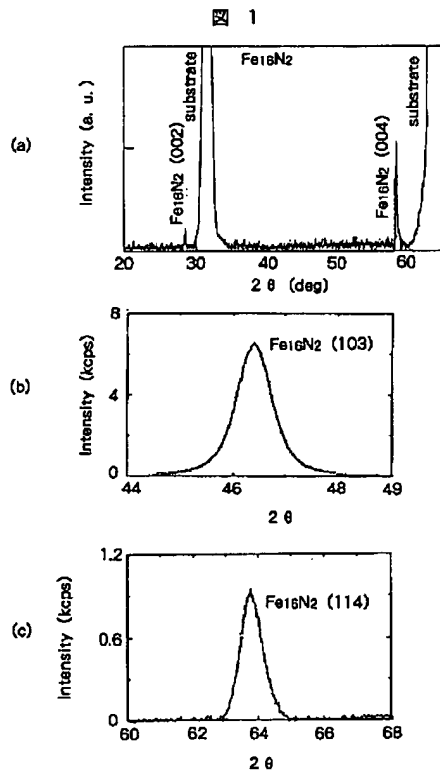 図 1
(a)
Intensity (a. u.)
Fe16N2 (002)
substrate
Fe16N2
Fe16N2 (004)
substrate
20 30 40 50 60
2 θ (deg)
(b)
Intensity (kcps)
8
4
0
Fe16N2 (103)
44 46 48 49
2 θ
(c)
Intensity (kcps)
1.2
0.6
0
Fe16N2 (114)
60 62 64 66 68
2 θ